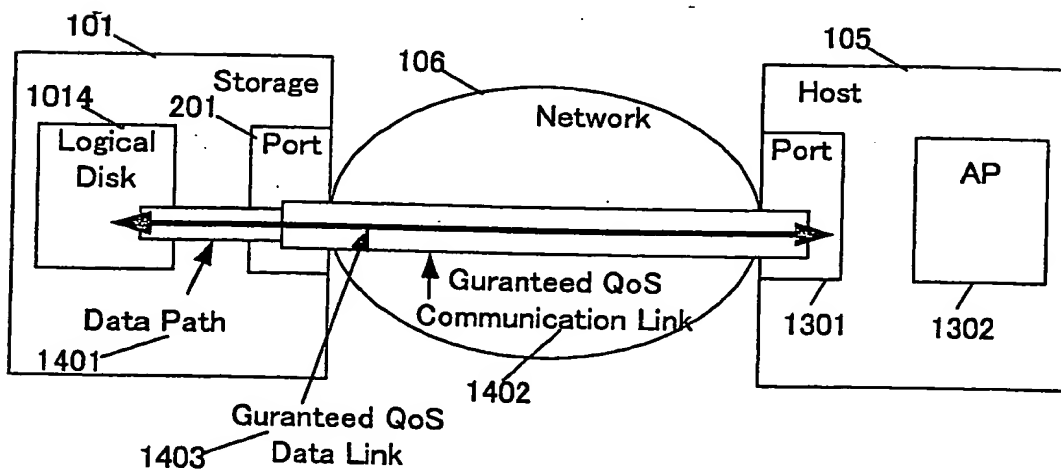 101
Storage
1014
Logical
Disk
201
Port
106
Network
105
Host
Port
AP
Data Path
1401
Guranteed QoS
Communication Link
1402
1301
1302
Guranteed QoS
Data Link
1403